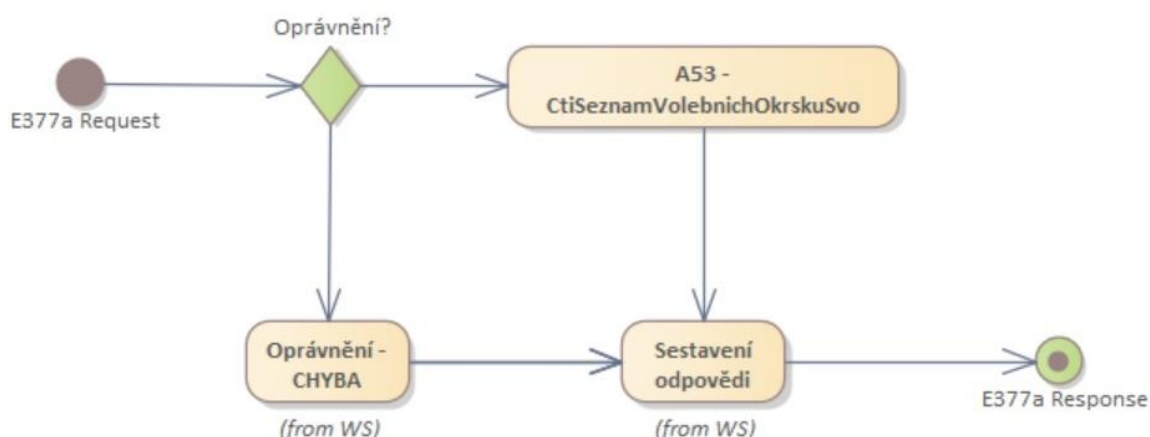 Oprávnění?
E377a Request
A53 -
CtiSeznamVolebnichOkrskuSvo
Oprávnění -
CHYBA
(from WS)
Sestavení
odpovědi
(from WS)
E377a Response